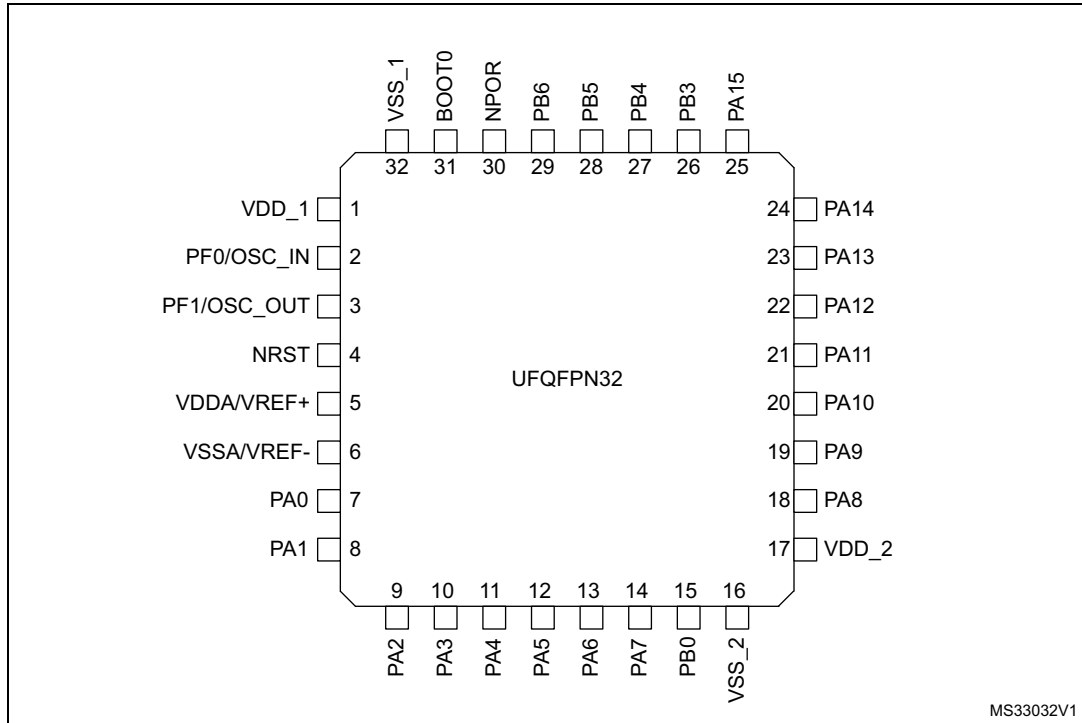 VSS_1
BOOT0
NPOR
PB6
PB5
PB4
PB3
PA15
32 31 30 29 28 27 26 25
VDD_1 1
PF0/OSC_IN 2
PF1/OSC_OUT 3
NRST 4
VDDA/VREF+ 5
VSSA/VREF- 6
PA0 7
PA1 8
UFQFPN32
24 PA14
23 PA13
22 PA12
21 PA11
20 PA10
19 PA9
18 PA8
17 VDD_2
9 10 11 12 13 14 15 16
PA2
PA3
PA4
PA5
PA6
PA7
PB0
VSS_2
MS33032V1